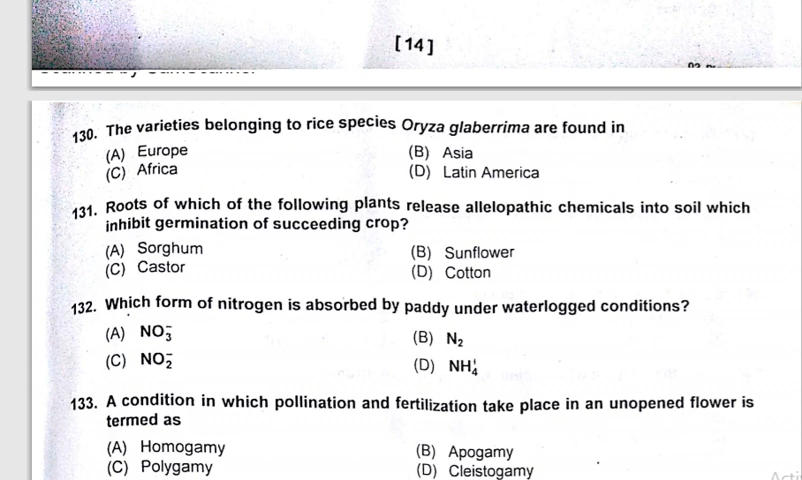 [14]
130. The varieties belonging to rice species Oryza glaberrima are found in
(A) Europe (B) Asia
(C) Africa (D) Latin America
131. Roots of which of the following plants release allelopathic chemicals into soil which
inhibit germination of succeeding crop?
(A) Sorghum (B) Sunflower
(C) Castor (D) Cotton
132. Which form of nitrogen is absorbed by paddy under waterlogged conditions?
(A) NO₃⁻ (B) N₂
(C) NO₂⁻ (D) NH₄⁺
133. A condition in which pollination and fertilization take place in an unopened flower is
termed as
(A) Homogamy (B) Apogamy
(C) Polygamy (D) Cleistogamy